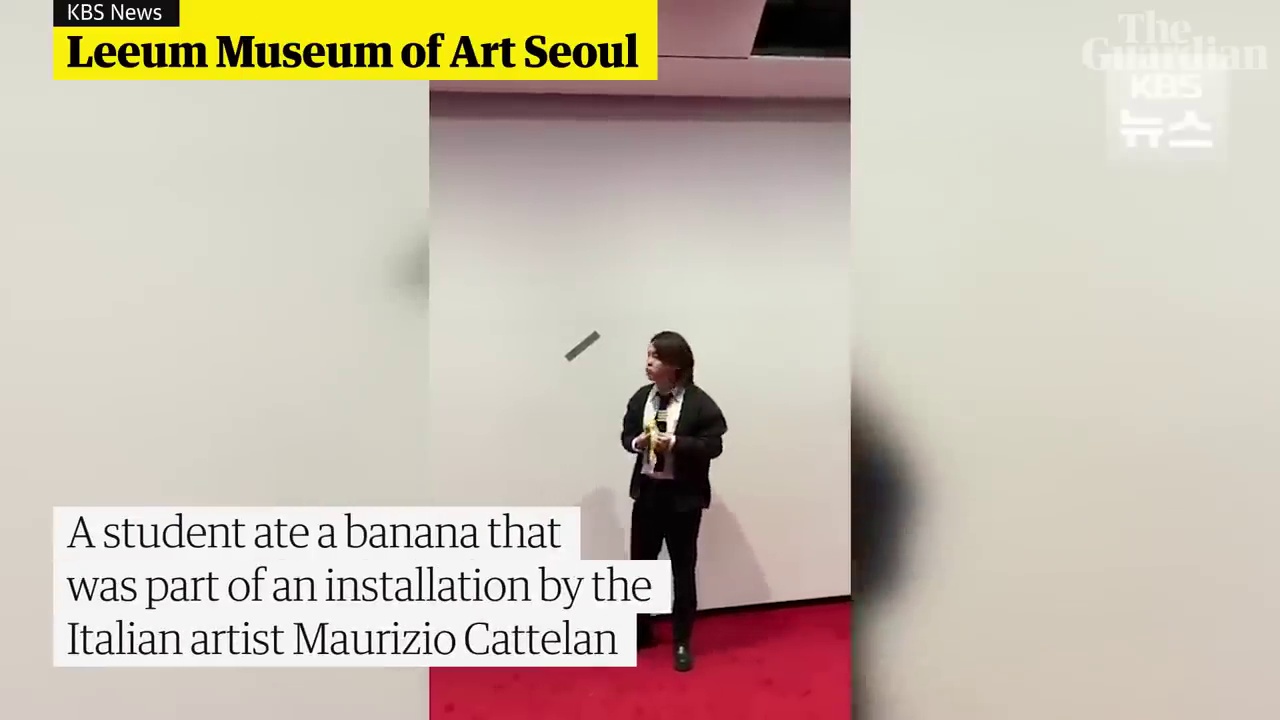 KBS News
Leeum Museum of Art Seoul
The
Guardian
KBS
뉴스
A student ate a banana that
was part of an installation by the
Italian artist Maurizio Cattelan